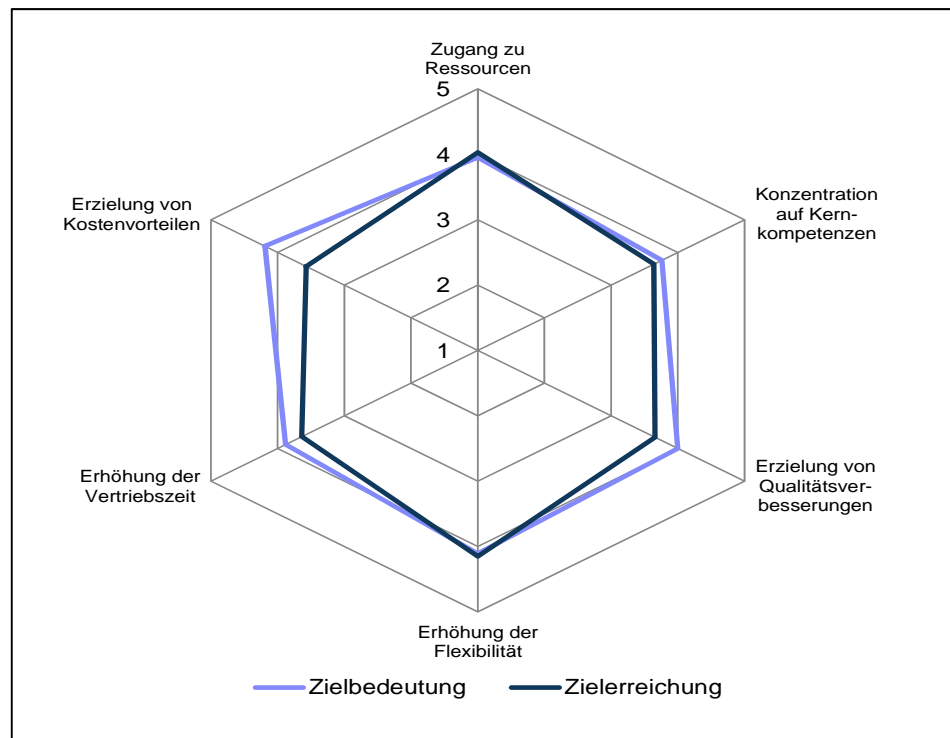 Zugang zu
Ressourcen
5
4
3
2
1
Konzentration
auf Kern-
kompetenzen
Erzielung von
Qualitätsver-
besserungen
Erhöhung der
Flexibilität
Erhöhung der
Vertriebszeit
Erzielung von
Kostenvorteilen
Zielbedeutung
Zielerreichung